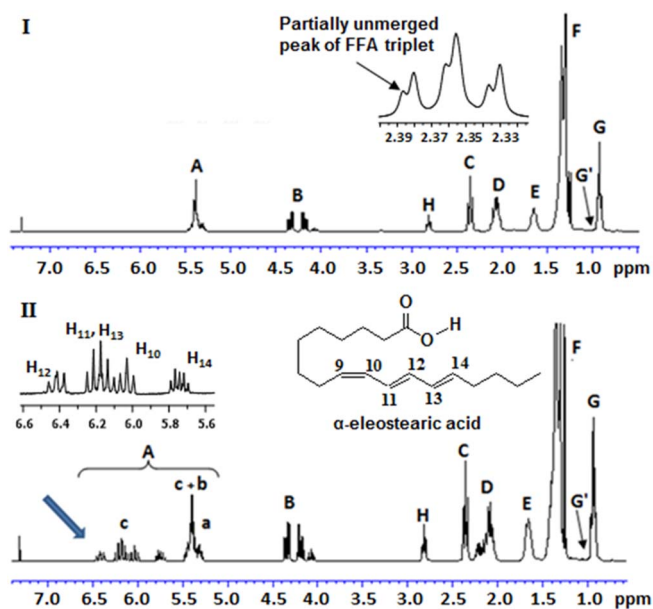 I
Partially unmerged
peak of FFA triplet
2.39 2.37 2.35 2.33
A
B
H
C
D
E
F
G'
G
7.0 6.5 6.0 5.5 5.0 4.5 4.0 3.5 3.0 2.5 2.0 1.5 1.0 ppm
II
H12
H11, H13
H10
H14
6.6 6.4 6.2 6.0 5.8 5.6
O
O H
9 10 12 14
11 13
α-eleostearic acid
A
c
c + b
a
B
H
C
D
E
F
G'
G
7.0 6.5 6.0 5.5 5.0 4.5 4.0 3.5 3.0 2.5 2.0 1.5 1.0 ppm